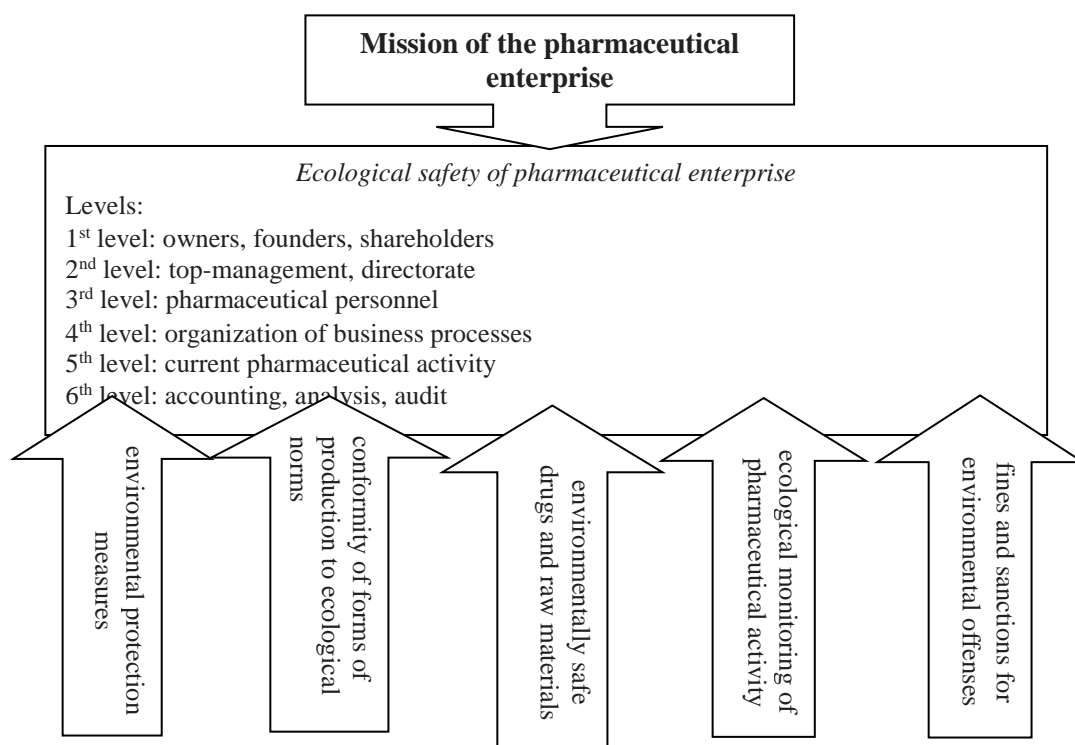 Mission of the pharmaceutical
enterprise
Ecological safety of pharmaceutical enterprise
Levels:
1st level: owners, founders, shareholders
2nd level: top-management, directorate
3rd level: pharmaceutical personnel
4th level: organization of business processes
5th level: current pharmaceutical activity
6th level: accounting, analysis, audit
environmental protection
measures
conformity of forms of
production to ecological
norms
environmentally safe
drugs and raw materials
ecological monitoring of
pharmaceutical activity
fines and sanctions for
environmental offenses